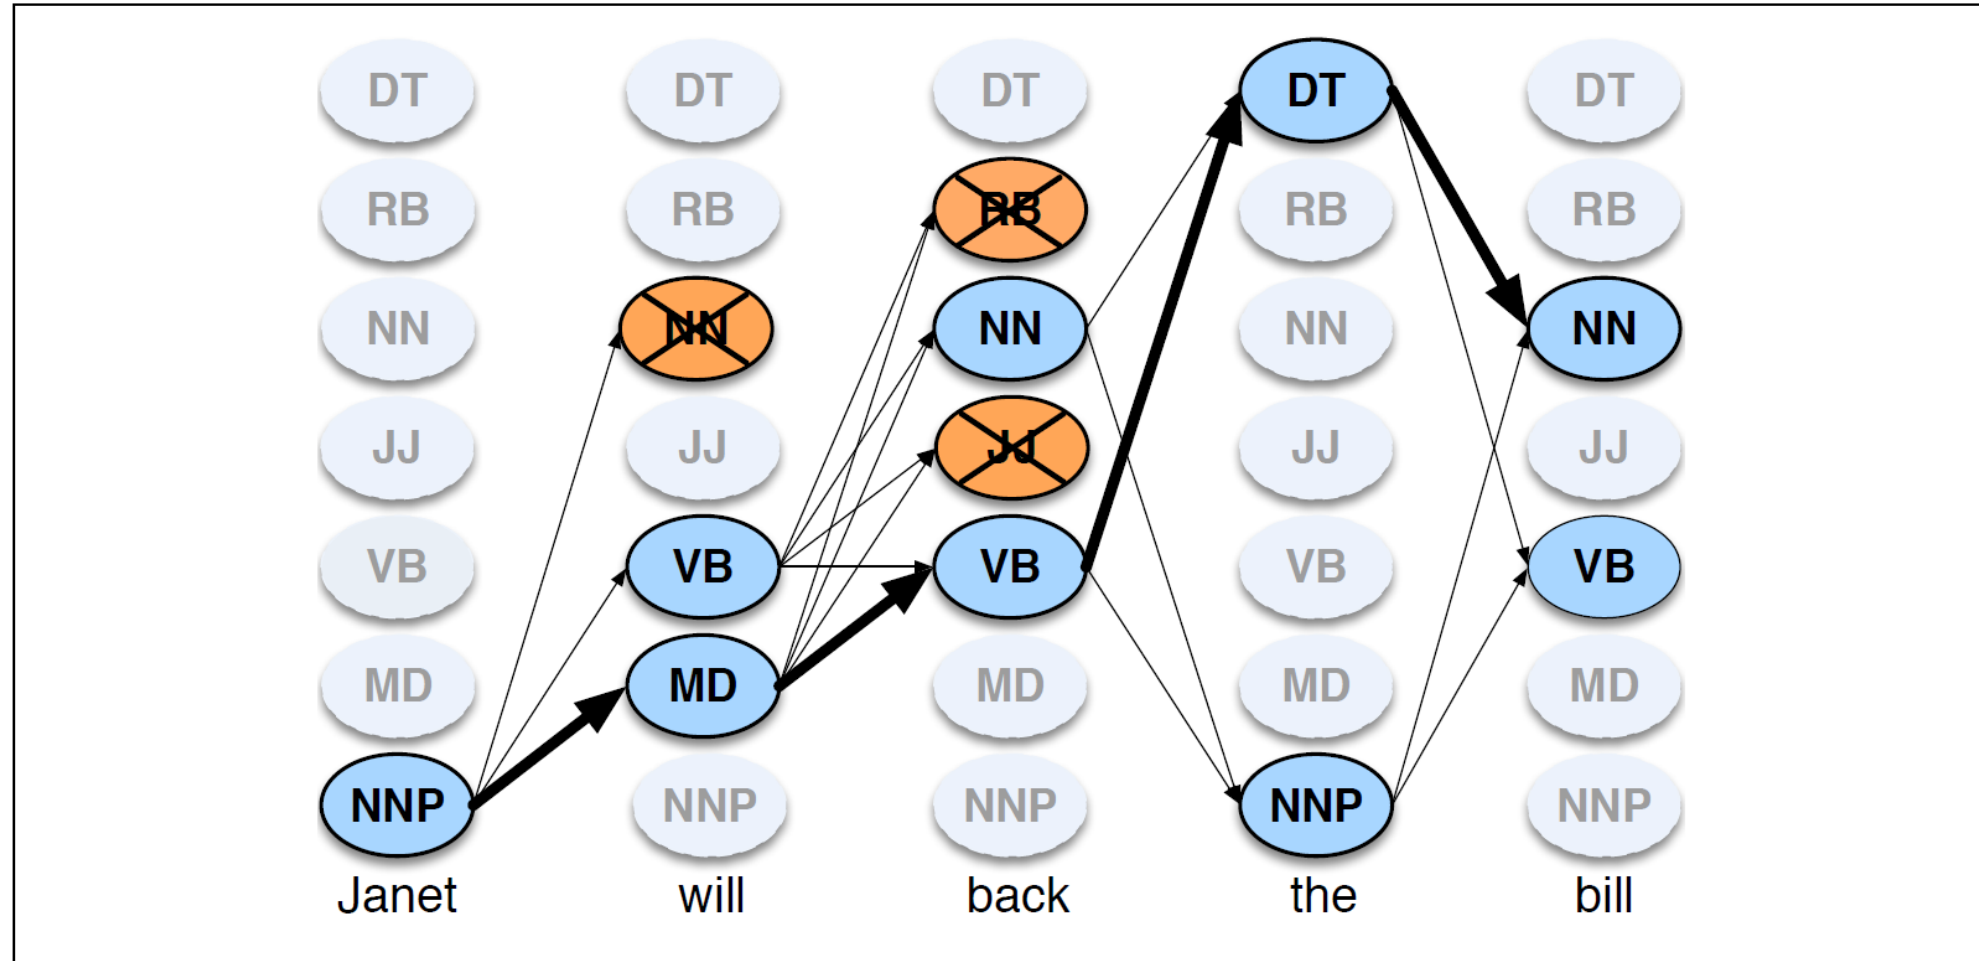 DT DT DT DT DT
RB RB RB RB RB
NN NN NN NN NN
JJ JJ JJ JJ JJ
VB VB VB VB VB
MD MD MD MD MD
NNP NNP NNP NNP NNP
Janet will back the bill